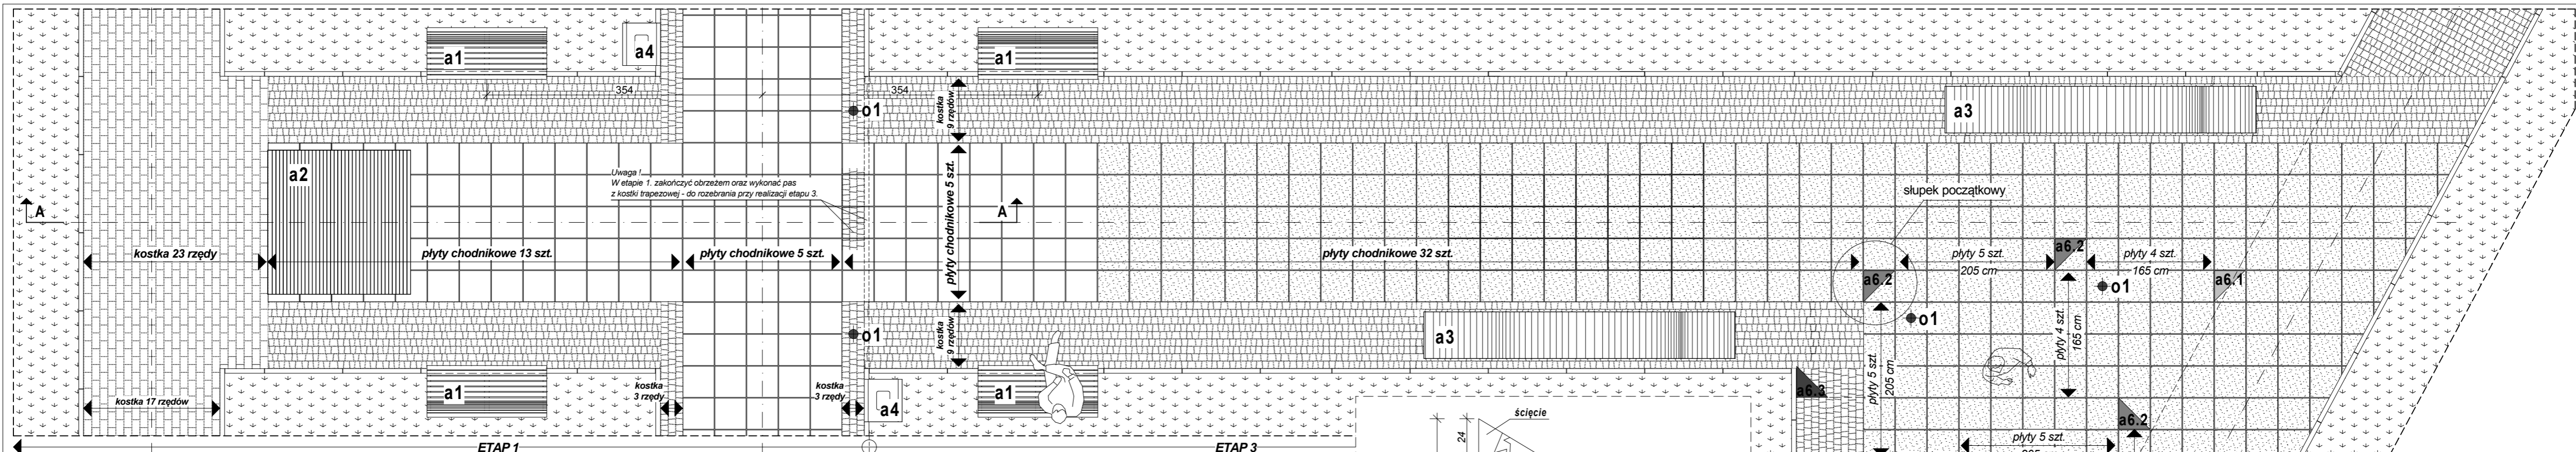 a1
a4
a1
354
354
o1
kostka
9 rzędów
a3
a2
Uwaga !
W etapie 1. zakończyć obrzeżem oraz wykonać pas
z kostki trapezowej - do rozebrania przy realizacji etapu 3.
płyty chodnikowe 5 szt.
słupek początkowy
A
A
kostka 23 rzędy
płyty chodnikowe 13 szt.
płyty chodnikowe 5 szt.
płyty chodnikowe 32 szt.
a6.2
płyty 5 szt.
205 cm
a6.2
płyty 4 szt.
165 cm
a6.1
o1
o1
o1
kostka
9 rzędów
a3
płyty 4 szt.
165 cm
płyty 5 szt.
205 cm
a1
kostka
3 rzędy
kostka
3 rzędy
a4
a1
a6.3
kostka 17 rzędów
ścięcie
24
a6.2
płyty 5 szt.
ETAP 1
ETAP 3